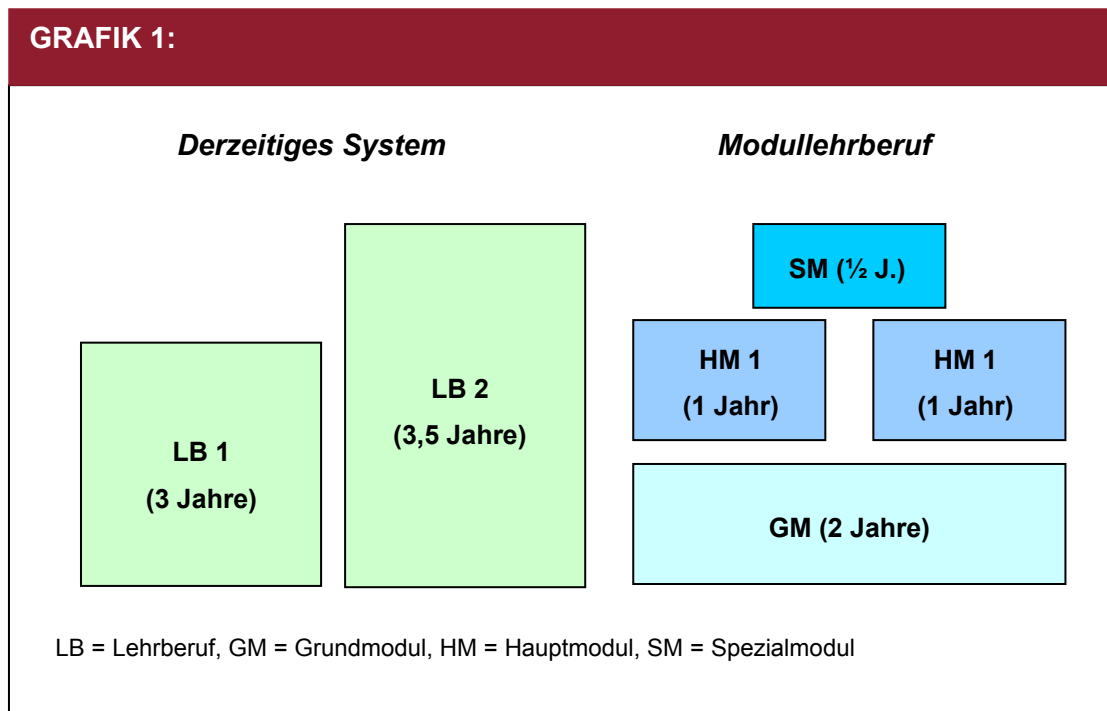 GRAFIK 1:
Derzeitiges System
Modullehrberuf
LB 1
(3 Jahre)
LB 2
(3,5 Jahre)
SM (½ J.)
HM 1
(1 Jahr)
HM 1
(1 Jahr)
GM (2 Jahre)
LB = Lehrberuf, GM = Grundmodul, HM = Hauptmodul, SM = Spezialmodul